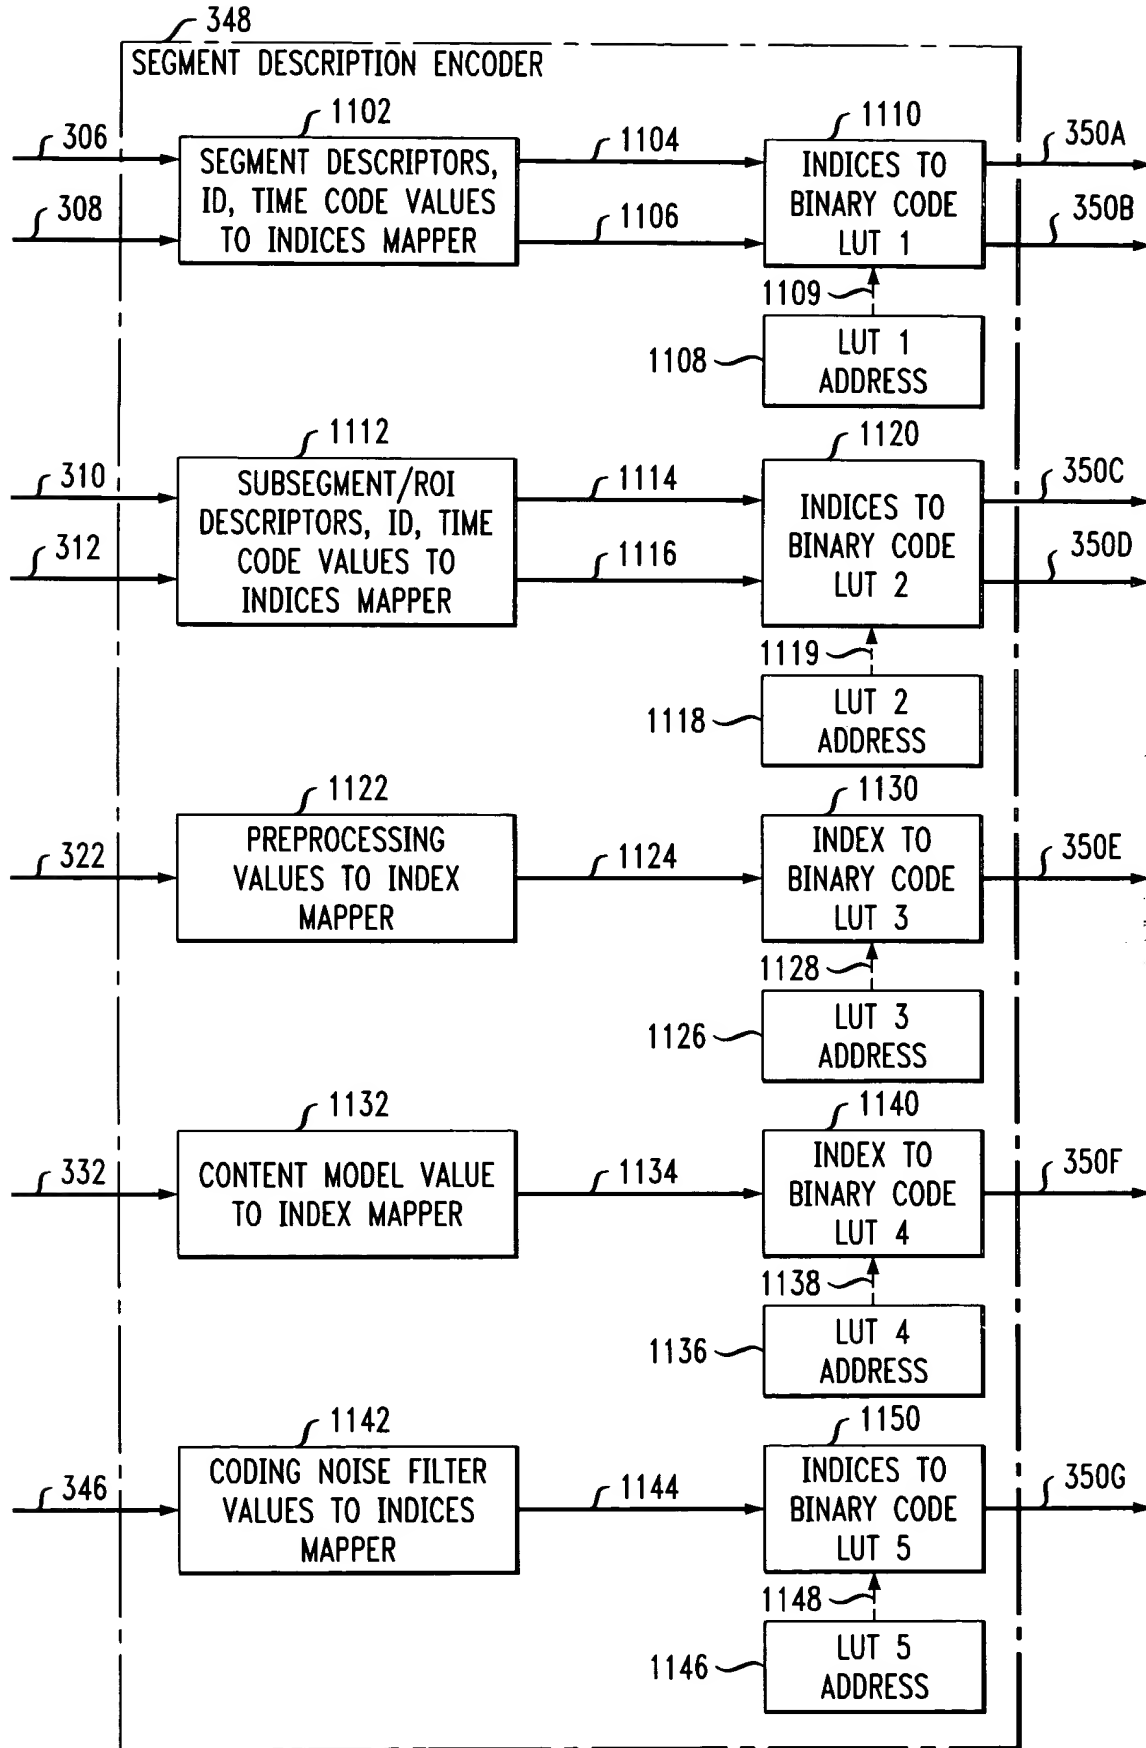 348
SEGMENT DESCRIPTION ENCODER
306
308
1102
SEGMENT DESCRIPTORS,
ID, TIME CODE VALUES
TO INDICES MAPPER
1104
1106
1110
INDICES TO
BINARY CODE
LUT 1
350A
350B
1109
1108
LUT 1
ADDRESS
310
312
1112
SUBSEGMENT/ROI
DESCRIPTORS, ID, TIME
CODE VALUES TO
INDICES MAPPER
1114
1116
1120
INDICES TO
BINARY CODE
LUT 2
350C
350D
1119
1118
LUT 2
ADDRESS
322
1122
PREPROCESSING
VALUES TO INDEX
MAPPER
1124
1130
INDEX TO
BINARY CODE
LUT 3
350E
1128
1126
LUT 3
ADDRESS
332
1132
CONTENT MODEL VALUE
TO INDEX MAPPER
1134
1140
INDEX TO
BINARY CODE
LUT 4
350F
1138
1136
LUT 4
ADDRESS
346
1142
CODING NOISE FILTER
VALUES TO INDICES
MAPPER
1144
1150
INDICES TO
BINARY CODE
LUT 5
350G
1148
1146
LUT 5
ADDRESS